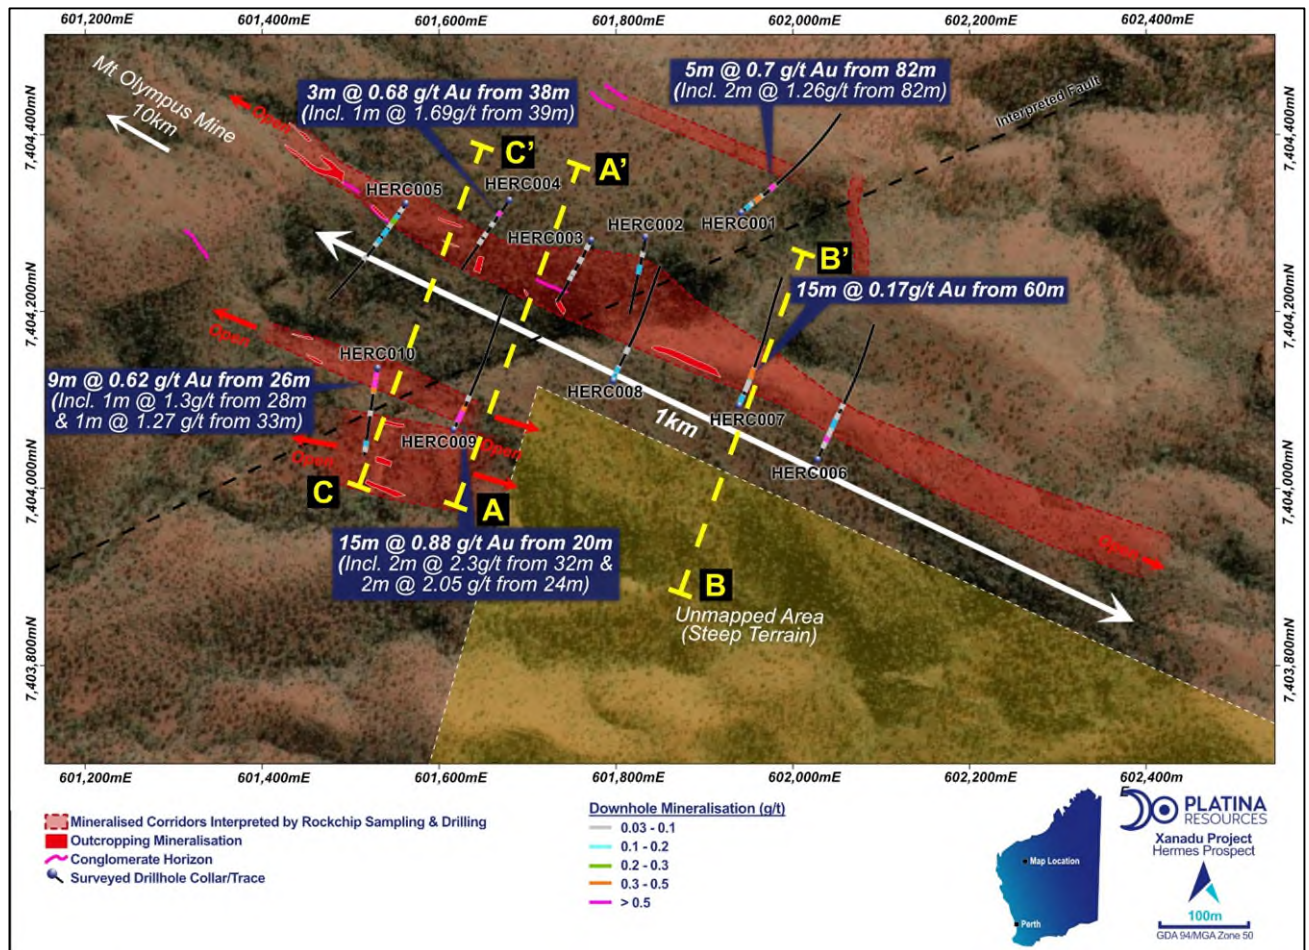 601,200mE 601,400mE 601,600mE 601,800mE 602,000mE 602,200mE 602,400mE
7,404,400mN
7,404,200mN
7,404,000mN
7,403,800mN
7,404,400mN
7,404,200mN
7,404,000mN
7,403,800mN
Mt Olympus Mine
10km
Open
3m @ 0.68 g/t Au from 38m
(Incl. 1m @ 1.69g/t from 39m)
5m @ 0.7 g/t Au from 82m
(Incl. 2m @ 1.26g/t from 82m)
Interpreted Fault
C'
A'
HERC005
HERC004
HERC003
HERC002
HERC001
B'
15m @ 0.17g/t Au from 60m
Open
HERC010
9m @ 0.62 g/t Au from 26m
(Incl. 1m @ 1.3g/t from 28m
& 1m @ 1.27 g/t from 33m)
HERC008
HERC007
1km
HERC009
HERC006
Open
Open
C
A
15m @ 0.88 g/t Au from 20m
(Incl. 2m @ 2.3g/t from 32m &
2m @ 2.05 g/t from 24m)
Open
B
Unmapped Area
(Steep Terrain)
601,200mE 601,400mE 601,600mE 601,800mE 602,000mE 602,200mE 602,400m
E
Mineralised Corridors Interpreted by Rockchip Sampling & Drilling
Outcropping Mineralisation
Conglomerate Horizon
Surveyed Drillhole Collar/Trace
Downhole Mineralisation (g/t)
0.03 - 0.1
0.1 - 0.2
0.2 - 0.3
0.3 - 0.5
> 0.5
Map Location
Perth
PLATINA
RESOURCES
Xanadu Project
Hermes Prospect
100m
GDA 94/MGA Zone 50